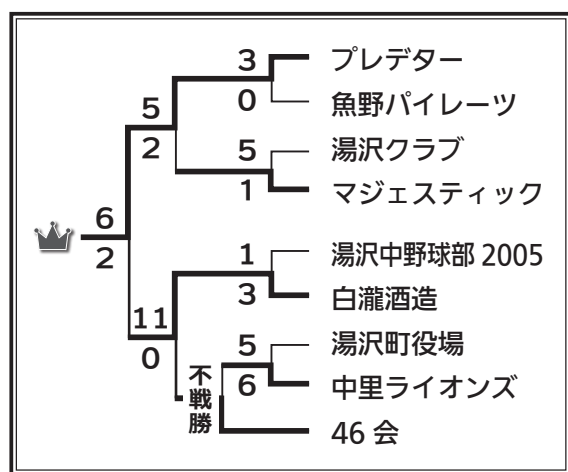 3
プレデター
0
魚野パイレーツ
5
2
5
湯沢クラブ
1
マジェスティック
6
2
1
湯沢中野球部 2005
3
白瀧酒造
11
0
5
湯沢町役場
6
中里ライオンズ
不戦勝
46 会